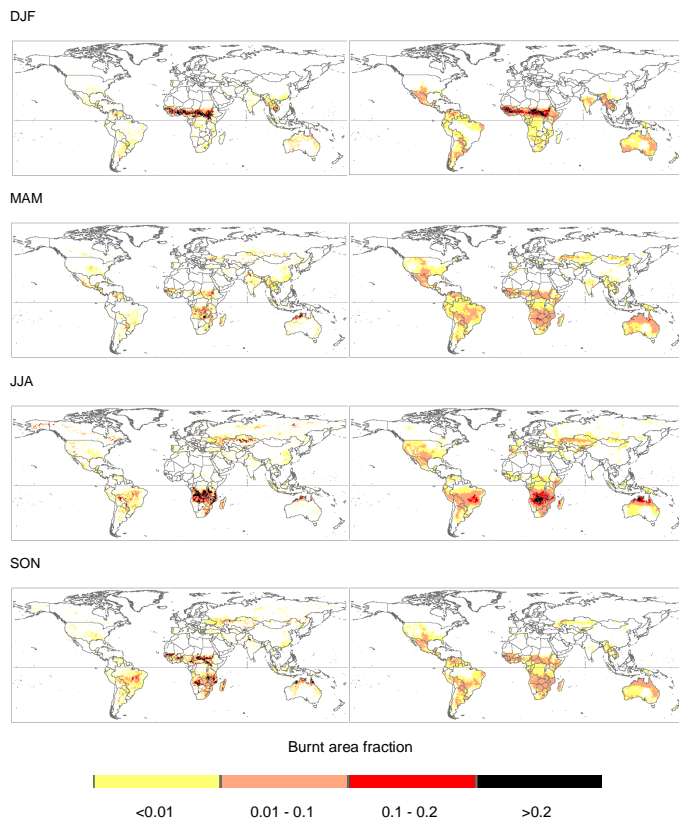 DJF
MAM
JJA
SON
Burnt area fraction
<0.01 0.01 - 0.1 0.1 - 0.2 >0.2